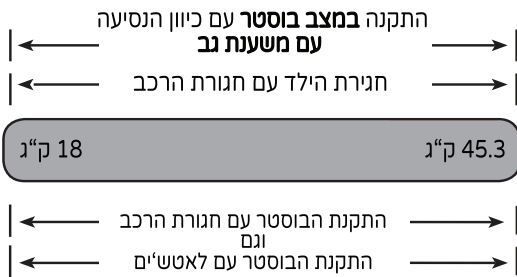 התקנה במצב בוסטר עם כיוון הנסיעה
עם משענת גב
חגירת הילד עם חגורת הרכב
18 ק"ג
45.3 ק"ג
התקנת הבוסטר עם חגורת הרכב
וגם
התקנת הבוסטר עם לאטש'ים